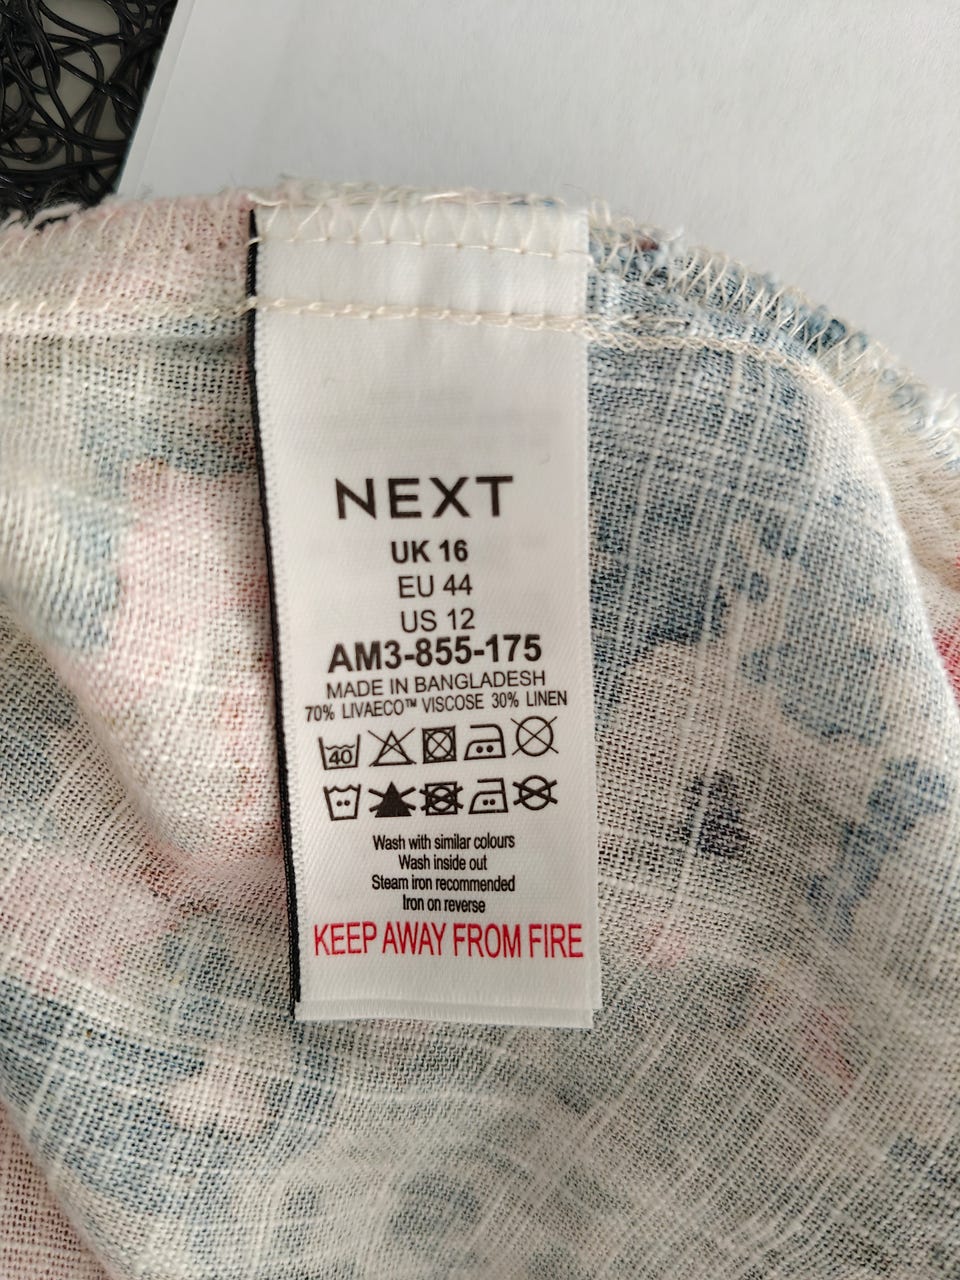 NEXT
UK 16
EU 44
US 12
AM3-855-175
MADE IN BANGLADESH
70% LIVAECO™ VISCOSE 30% LINEN
40
Wash with similar colours
Wash inside out
Steam iron recommended
Iron on reverse
KEEP AWAY FROM FIRE